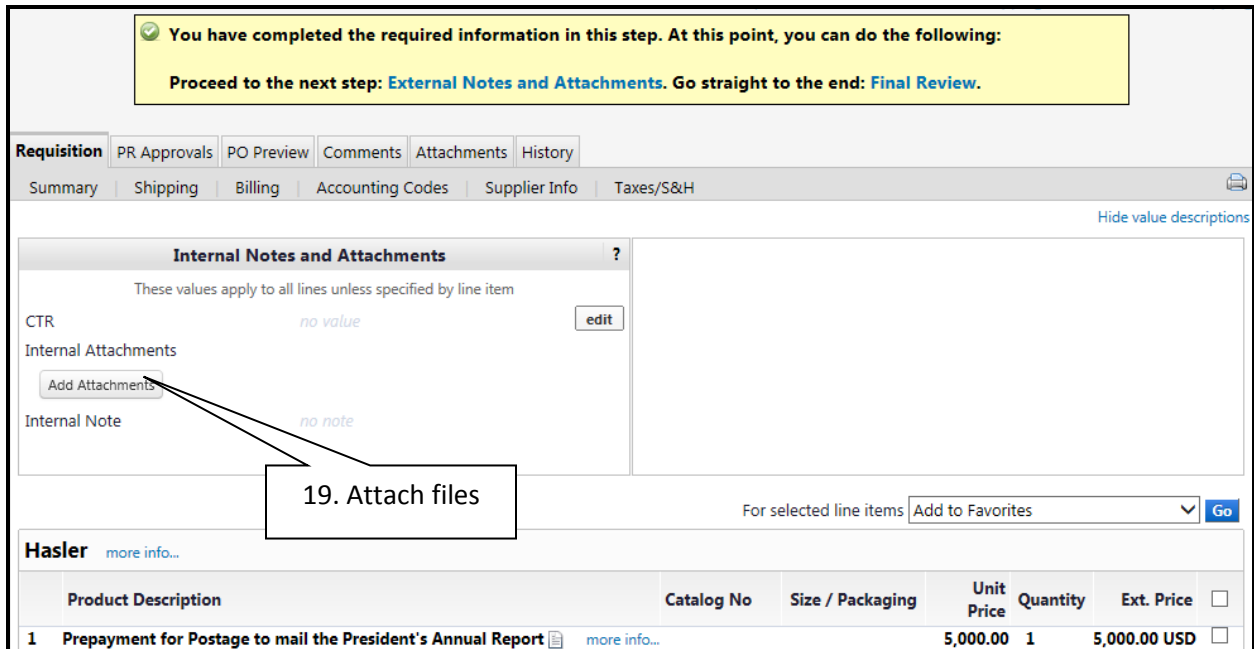 You have completed the required information in this step. At this point, you can do the following:
Proceed to the next step: External Notes and Attachments. Go straight to the end: Final Review.
Requisition PR Approvals PO Preview Comments Attachments History
Summary Shipping Billing Accounting Codes Supplier Info Taxes/S&H
Hide value descriptions
Internal Notes and Attachments ?
These values apply to all lines unless specified by line item
CTR no value edit
Internal Attachments
Add Attachments
Internal Note no note
19. Attach files
For selected line items Add to Favorites Go
Hasler more info...
Product Description Catalog No Size / Packaging Unit Price Quantity Ext. Price
1 Prepayment for Postage to mail the President's Annual Report more info... 5,000.00 1 5,000.00 USD